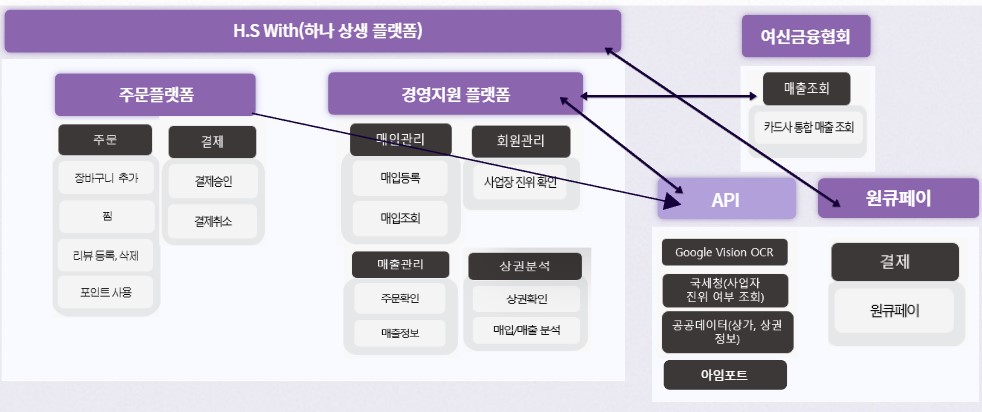 H.S With(하나 상생 플랫폼)
여신금융협회
주문플랫폼
경영지원 플랫폼
매출조회
카드사 통합 매출 조회
주문
장바구니 추가
찜
리뷰 등록, 삭제
포인트 사용
결제
결제승인
결제취소
매인관리
매입등록
매입조회
회원관리
사업장 진위 확인
매출관리
주문확인
매출정보
상권분석
상권확인
매입/매출 분석
API
Google Vision OCR
국세청(사업자
진위 여부 조회)
공공데이터(상가, 상권
정보)
아임포트
원큐페이
결제
원큐페이